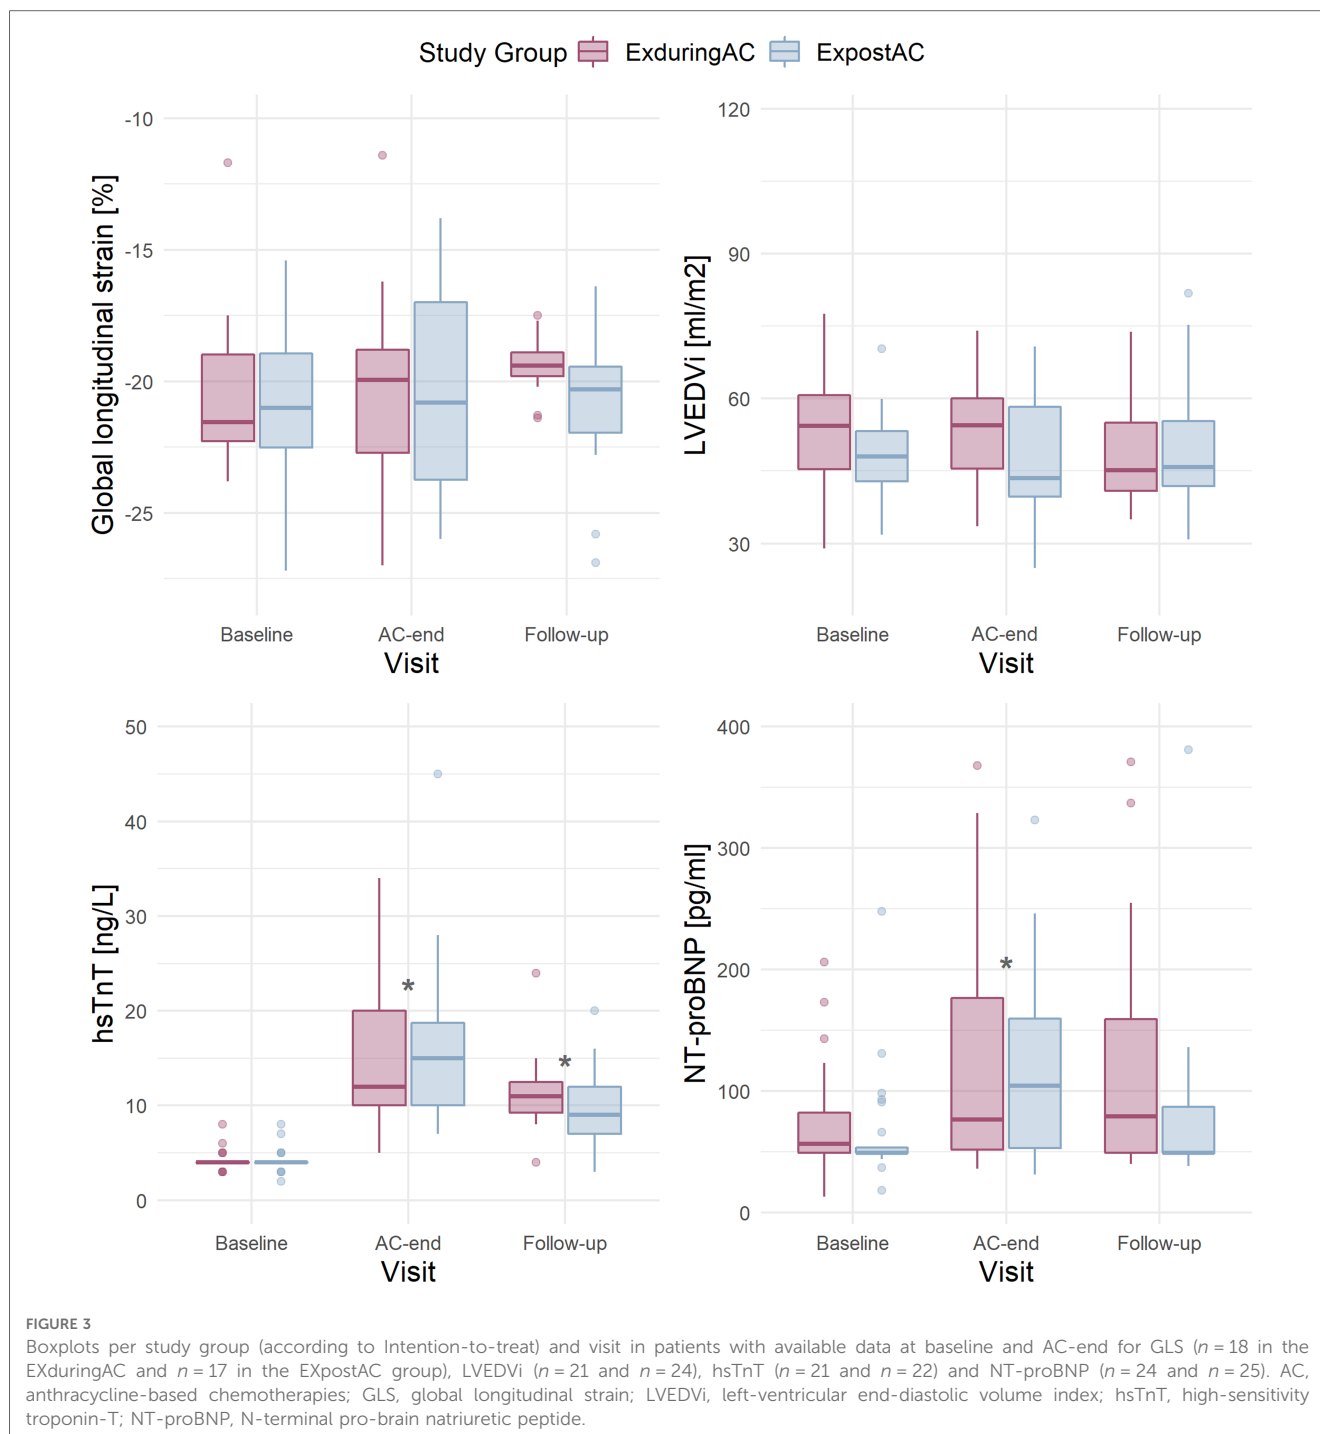 Study Group ExduringAC ExpostAC
Global longitudinal strain [%]
-10
-15
-20
-25
Baseline AC-end Follow-up
Visit
LVEDVi [ml/m2]
120
90
60
30
Baseline AC-end Follow-up
Visit
hsTnT [ng/L]
50
40
30
20
10
0
*
*
Baseline AC-end Follow-up
Visit
NT-proBNP [pg/ml]
400
300
200
100
0
*
Baseline AC-end Follow-up
Visit
FIGURE 3
Boxplots per study group (according to Intention-to-treat) and visit in patients with available data at baseline and AC-end for GLS (n = 18 in the
EXduringAC and n = 17 in the EXpostAC group), LVEDVi (n = 21 and n = 24), hsTnT (n = 21 and n = 22) and NT-proBNP (n = 24 and n = 25). AC,
anthracycline-based chemotherapies; GLS, global longitudinal strain; LVEDVi, left-ventricular end-diastolic volume index; hsTnT, high-sensitivity
troponin-T; NT-proBNP, N-terminal pro-brain natriuretic peptide.